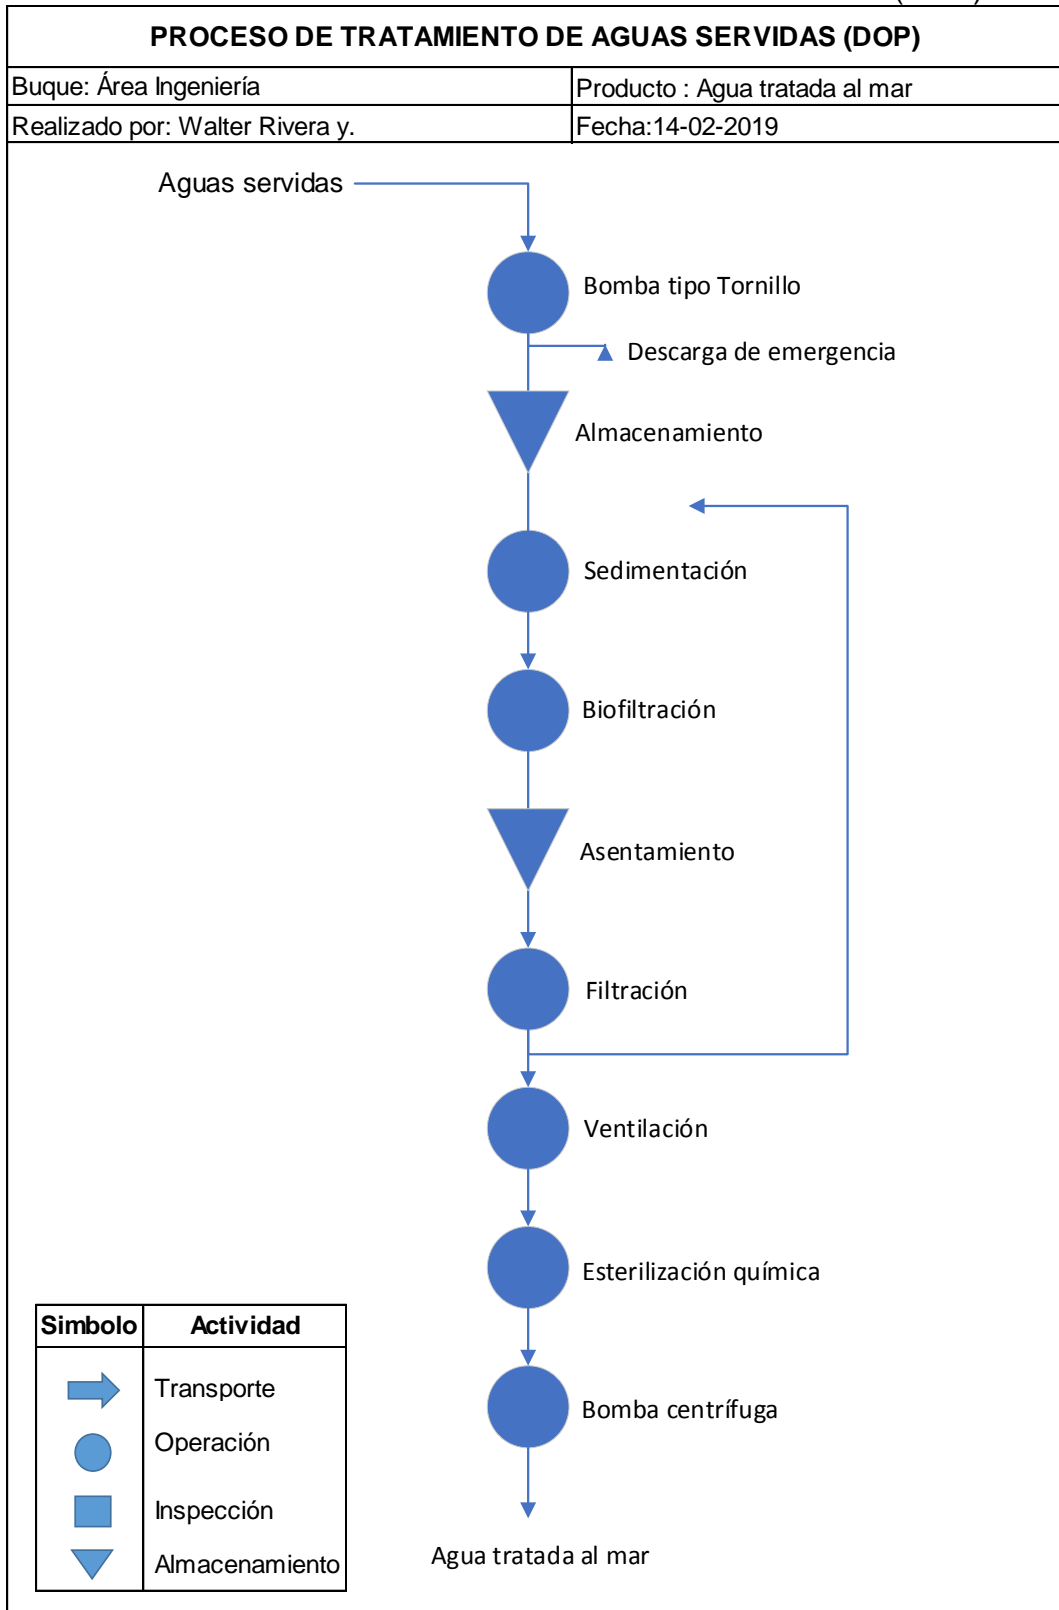 PROCESO DE TRATAMIENTO DE AGUAS SERVIDAS (DOP)
Buque: Área Ingeniería
Producto : Agua tratada al mar
Realizado por: Walter Rivera y.
Fecha:14-02-2019
Aguas servidas
Bomba tipo Tornillo
Descarga de emergencia
Almacenamiento
Sedimentación
Biofiltración
Asentamiento
Filtración
Ventilación
Esterilización química
Bomba centrífuga
Agua tratada al mar
Simbolo Actividad
Transporte
Operación
Inspección
Almacenamiento